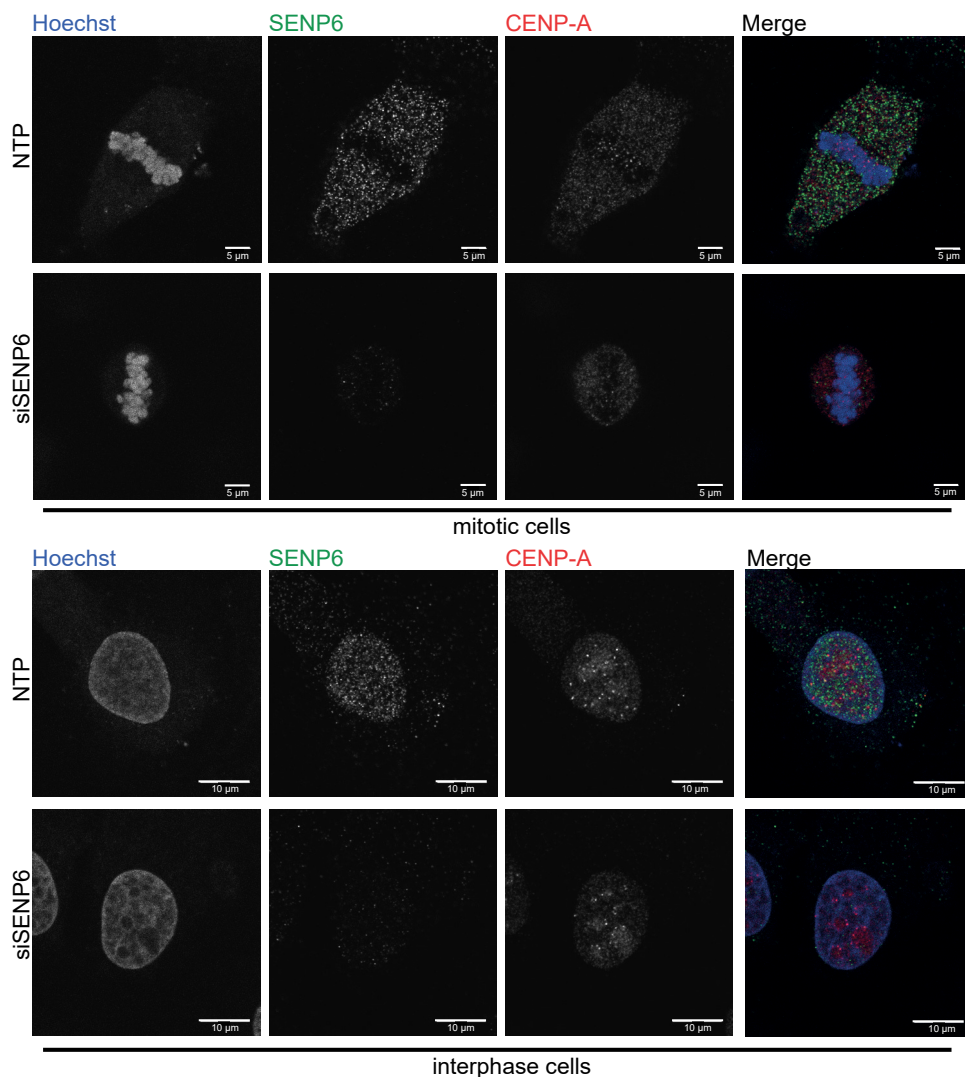 Hoechst SENP6 CENP-A Merge
NTP
5 µm 5 µm 5 µm 5 µm
siSENP6
5 µm 5 µm 5 µm 5 µm
mitotic cells
Hoechst SENP6 CENP-A Merge
NTP
10 µm 10 µm 10 µm 10 µm
siSENP6
10 µm 10 µm 10 µm 10 µm
interphase cells